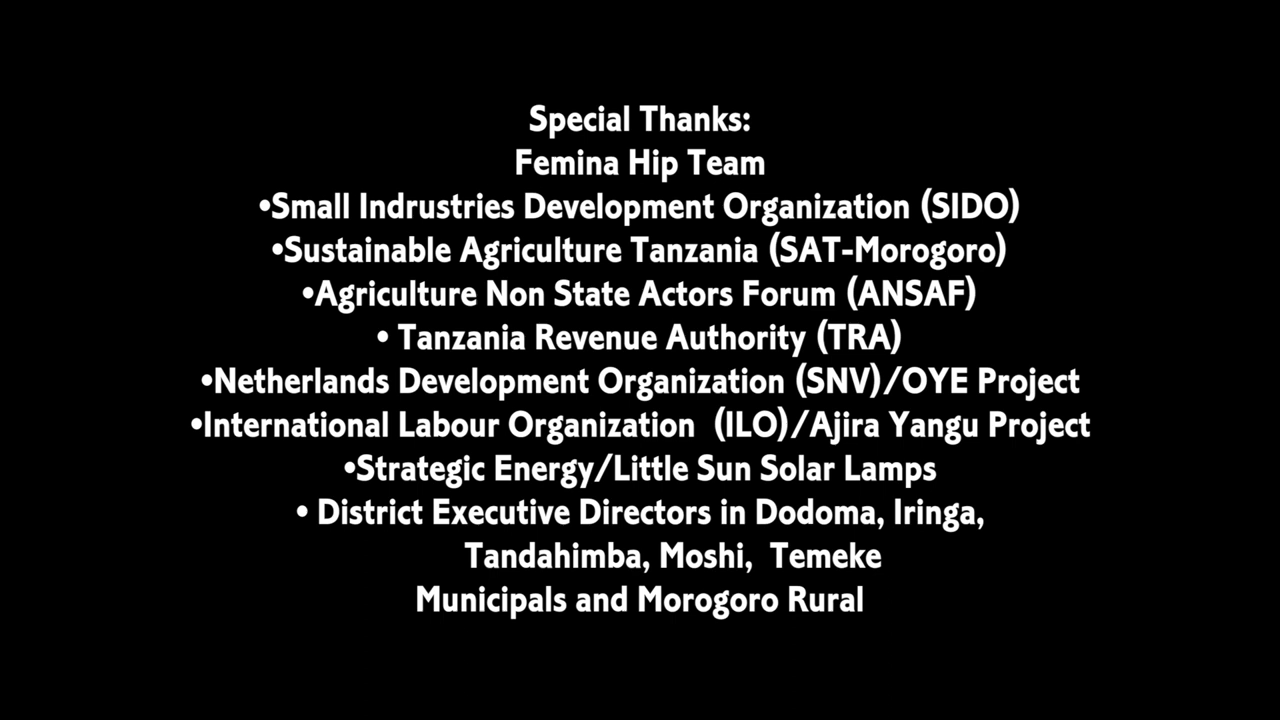 Special Thanks:
Femina Hip Team
•Small Indrustries Development Organization (SIDO)
•Sustainable Agriculture Tanzania (SAT-Morogoro)
•Agriculture Non State Actors Forum (ANSAF)
• Tanzania Revenue Authority (TRA)
•Netherlands Development Organization (SNV)/OYE Project
•International Labour Organization (ILO)/Ajira Yangu Project
•Strategic Energy/Little Sun Solar Lamps
• District Executive Directors in Dodoma, Iringa,
Tandahimba, Moshi, Temeke
Municipals and Morogoro Rural